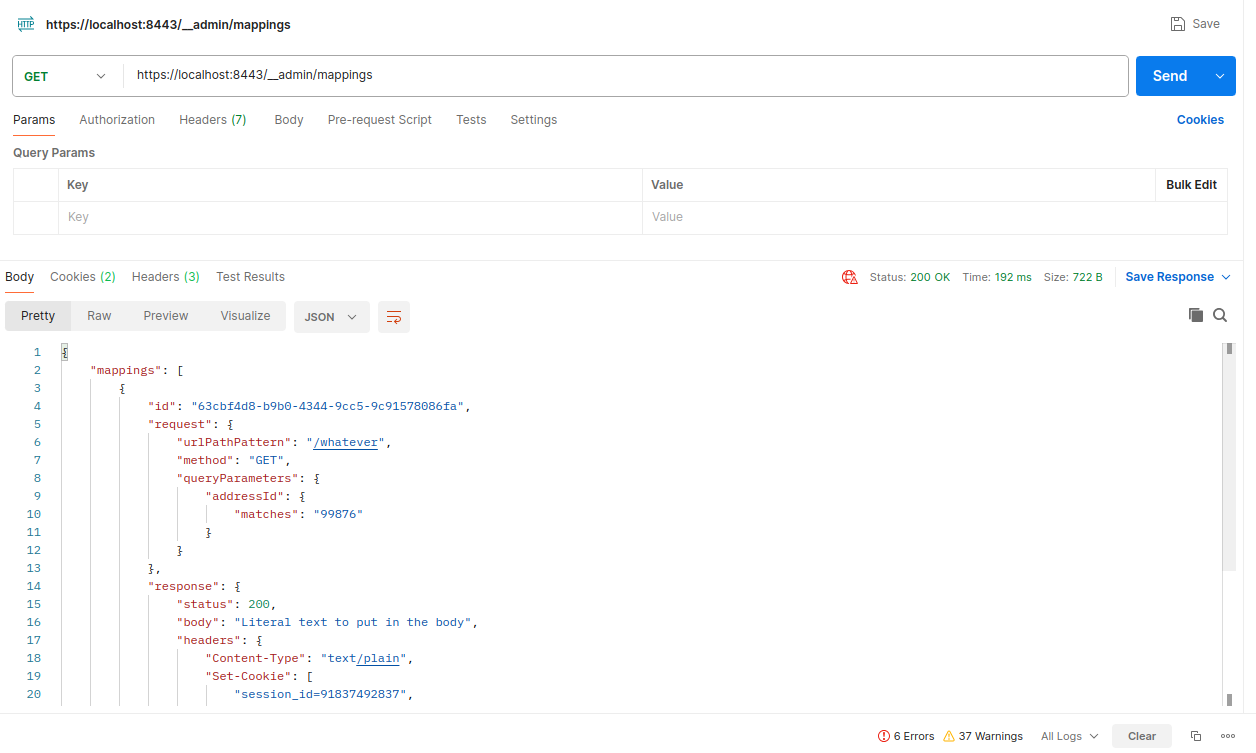 HTTP https://localhost:8443/__admin/mappings Save
GET https://localhost:8443/__admin/mappings Send
Params Authorization Headers (7) Body Pre-request Script Tests Settings Cookies
Query Params
Key Value Bulk Edit
Key Value
Body Cookies (2) Headers (3) Test Results Status: 200 OK Time: 192 ms Size: 722 B Save Response
Pretty Raw Preview Visualize JSON
1 {
2 "mappings": [
3 {
4 "id": "63cbf4d8-b9b0-4344-9cc5-9c91578086fa",
5 "request": {
6 "urlPathPattern": "/whatever",
7 "method": "GET",
8 "queryParameters": {
9 "addressId": {
10 "matches": "99876"
11 }
12 }
13 },
14 "response": {
15 "status": 200,
16 "body": "Literal text to put in the body",
17 "headers": {
18 "Content-Type": "text/plain",
19 "Set-Cookie": [
20 "session_id=91837492837",
6 Errors 37 Warnings All Logs Clear